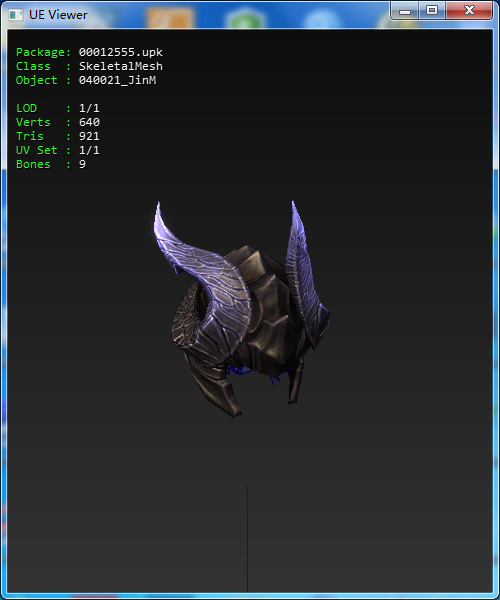 UE Viewer
Package: 00012555.upk
Class : SkeletalMesh
Object : 040021_JinM
LOD : 1/1
Verts : 640
Tris : 921
UV Set : 1/1
Bones : 9